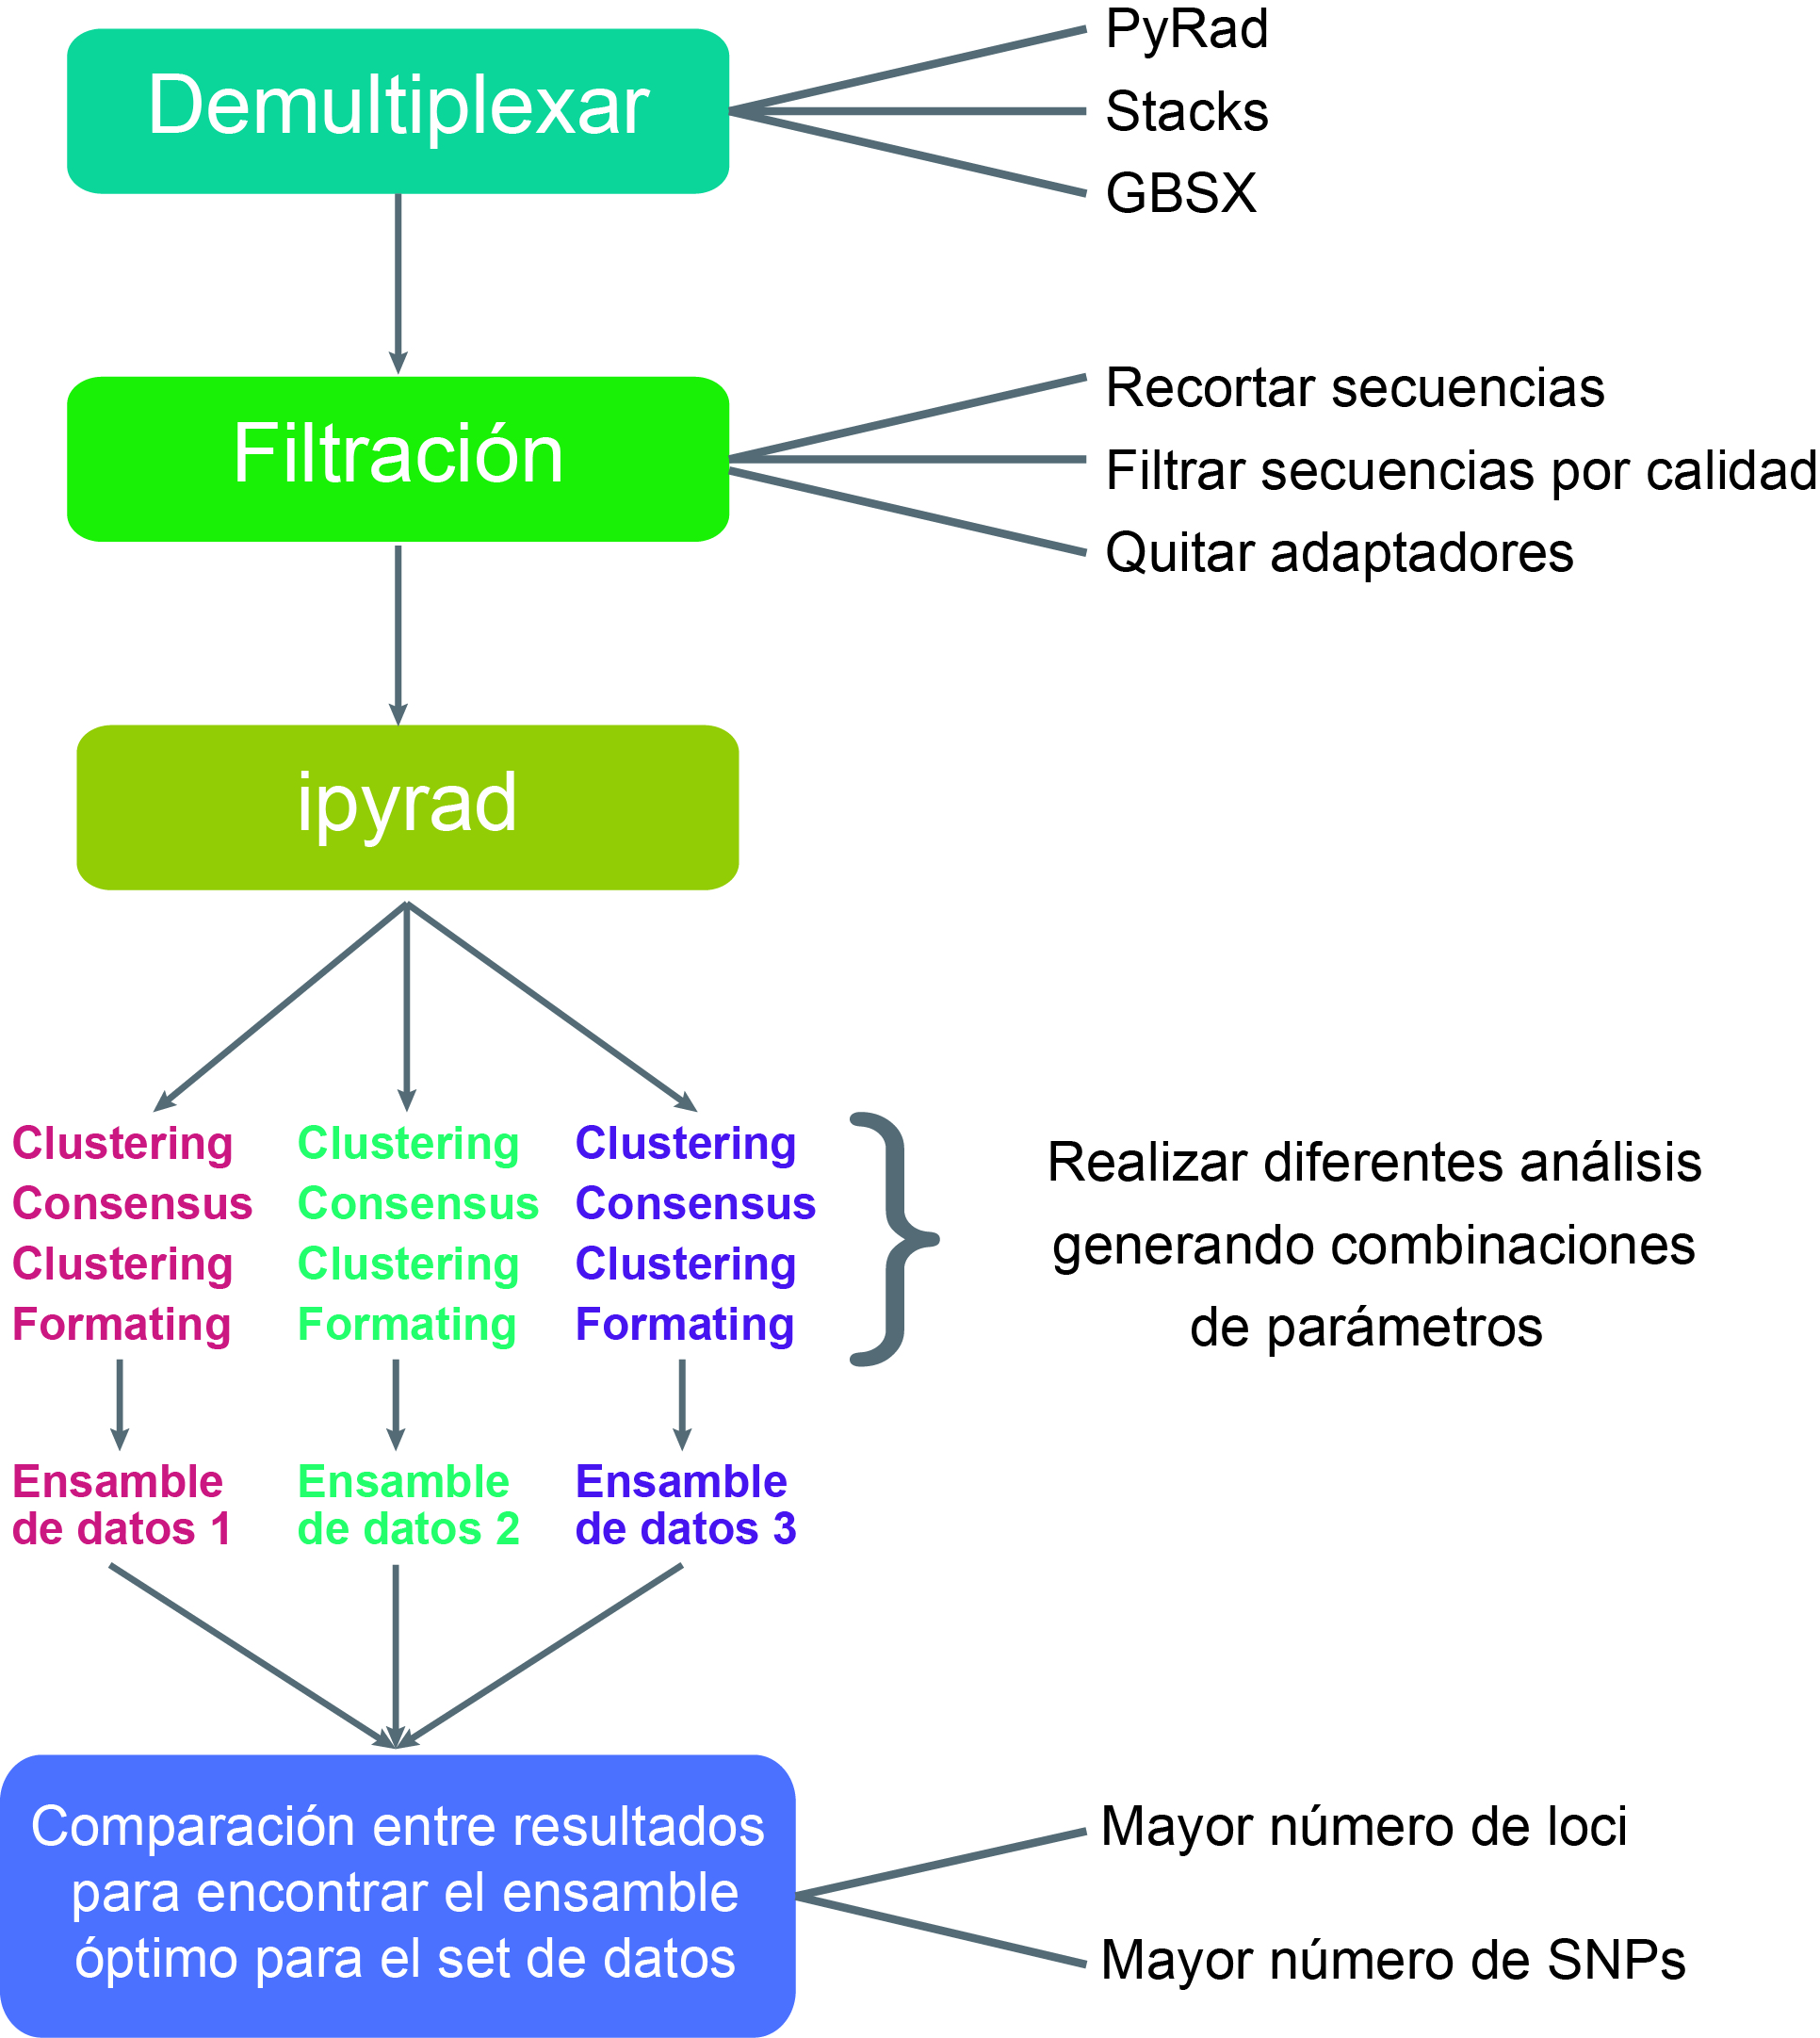 Demultiplexar
PyRad
Stacks
GBSX
Filtración
Recortar secuencias
Filtrar secuencias por calidad
Quitar adaptadores
ipyrad
Clustering
Consensus
Clustering
Formating
Clustering
Consensus
Clustering
Formating
Clustering
Consensus
Clustering
Formating
}
Realizar diferentes análisis
generando combinaciones
de parámetros
Ensamble
de datos 1
Ensamble
de datos 2
Ensamble
de datos 3
Comparación entre resultados
para encontrar el ensamble
óptimo para el set de datos
Mayor número de loci
Mayor número de SNPs